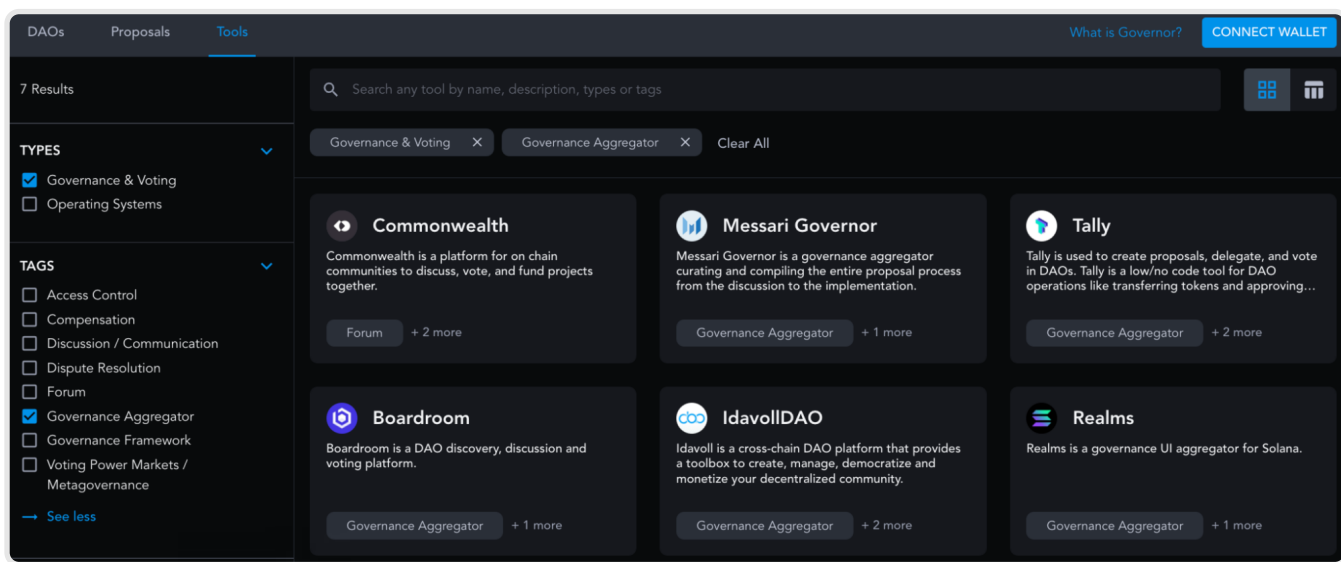 DAOs Proposals Tools What is Governor? CONNECT WALLET
7 Results
Search any tool by name, description, types or tags
Governance & Voting Governance Aggregator Clear All
TYPES
Governance & Voting
Operating Systems
TAGS
Access Control
Compensation
Discussion / Communication
Dispute Resolution
Forum
Governance Aggregator
Governance Framework
Voting Power Markets /
Metagovernance
See less
Commonwealth
Commonwealth is a platform for on chain
communities to discuss, vote, and fund projects
together.
Forum + 2 more
Messari Governor
Messari Governor is a governance aggregator
curating and compiling the entire proposal process
from the discussion to the implementation.
Governance Aggregator + 1 more
Tally
Tally is used to create proposals, delegate, and vote
in DAOs. Tally is a low/no code tool for DAO
operations like transferring tokens and approving...
Governance Aggregator + 2 more
Boardroom
Boardroom is a DAO discovery, discussion and
voting platform.
Governance Aggregator + 1 more
IdavollDAO
Idavoll is a cross-chain DAO platform that provides
a toolbox to create, manage, democratize and
monetize your decentralized community.
Governance Aggregator + 2 more
Realms
Realms is a governance UI aggregator for Solana.
Governance Aggregator + 1 more